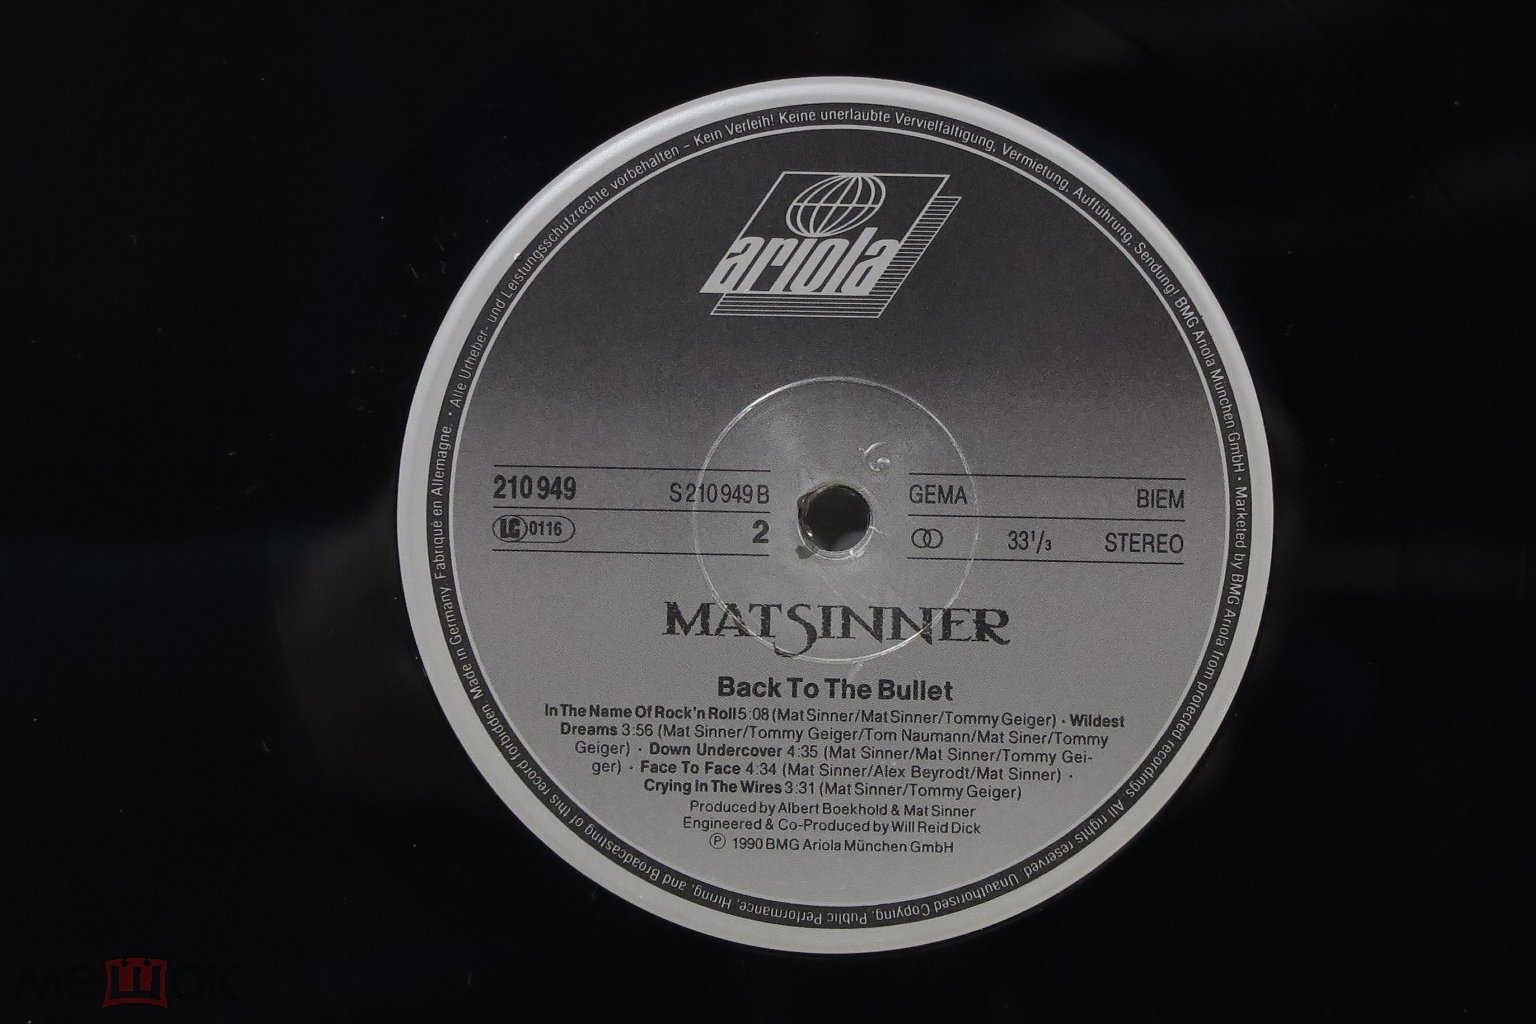 Alle Urheber- und Leistungsschutzrechte vorbehalten – Kein Verleih! Keine unerlaubte Vervielfältigung, Vermietung, Aufführung, Sendung! BMG Ariola München GmbH • Marketed by BMG Ariola from protected recordings. All rights reserved. Unauthorised Copying, Public Performance, Hiring, and Broadcasting of this record forbidden. Made in Germany. Fabriqué en Allemagne. •
ariola
210 949 S 210 949 B GEMA BIEM
LC 0116 2 33 1/3 STEREO
MAT SINNER
Back To The Bullet
In The Name Of Rock'n Roll 5:08 (Mat Sinner/Mat Sinner/Tommy Geiger) · Wildest
Dreams 3:56 (Mat Sinner/Tommy Geiger/Tom Naumann/Mat Siner/Tommy
Geiger) · Down Undercover 4:35 (Mat Sinner/Mat Sinner/Tommy Gei-
ger) · Face To Face 4:34 (Mat Sinner/Alex Beyrodt/Mat Sinner) ·
Crying In The Wires 3:31 (Mat Sinner/Tommy Geiger)
Produced by Albert Boekhold & Mat Sinner
Engineered & Co-Produced by Will Reid Dick
Ⓟ 1990 BMG Ariola München GmbH
мешок